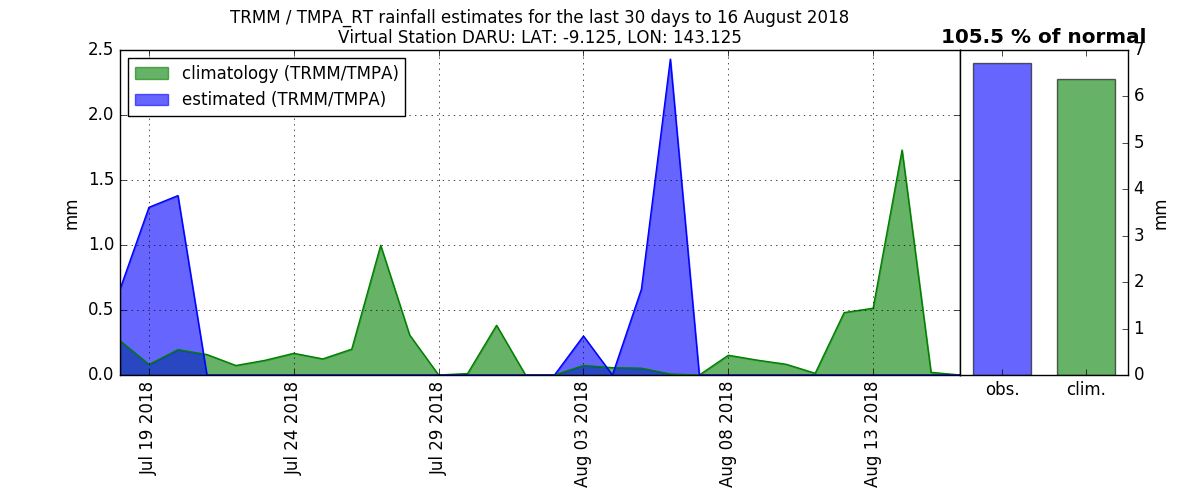 TRMM / TMPA_RT rainfall estimates for the last 30 days to 16 August 2018
Virtual Station DARU: LAT: -9.125, LON: 143.125
105.5 % of normal
climatology (TRMM/TMPA)
estimated (TRMM/TMPA)
2.5
2.0
1.5
1.0
0.5
0.0
mm
Jul 19 2018
Jul 24 2018
Jul 29 2018
Aug 03 2018
Aug 08 2018
Aug 13 2018
7
6
5
4
3
2
1
0
mm
obs.
clim.